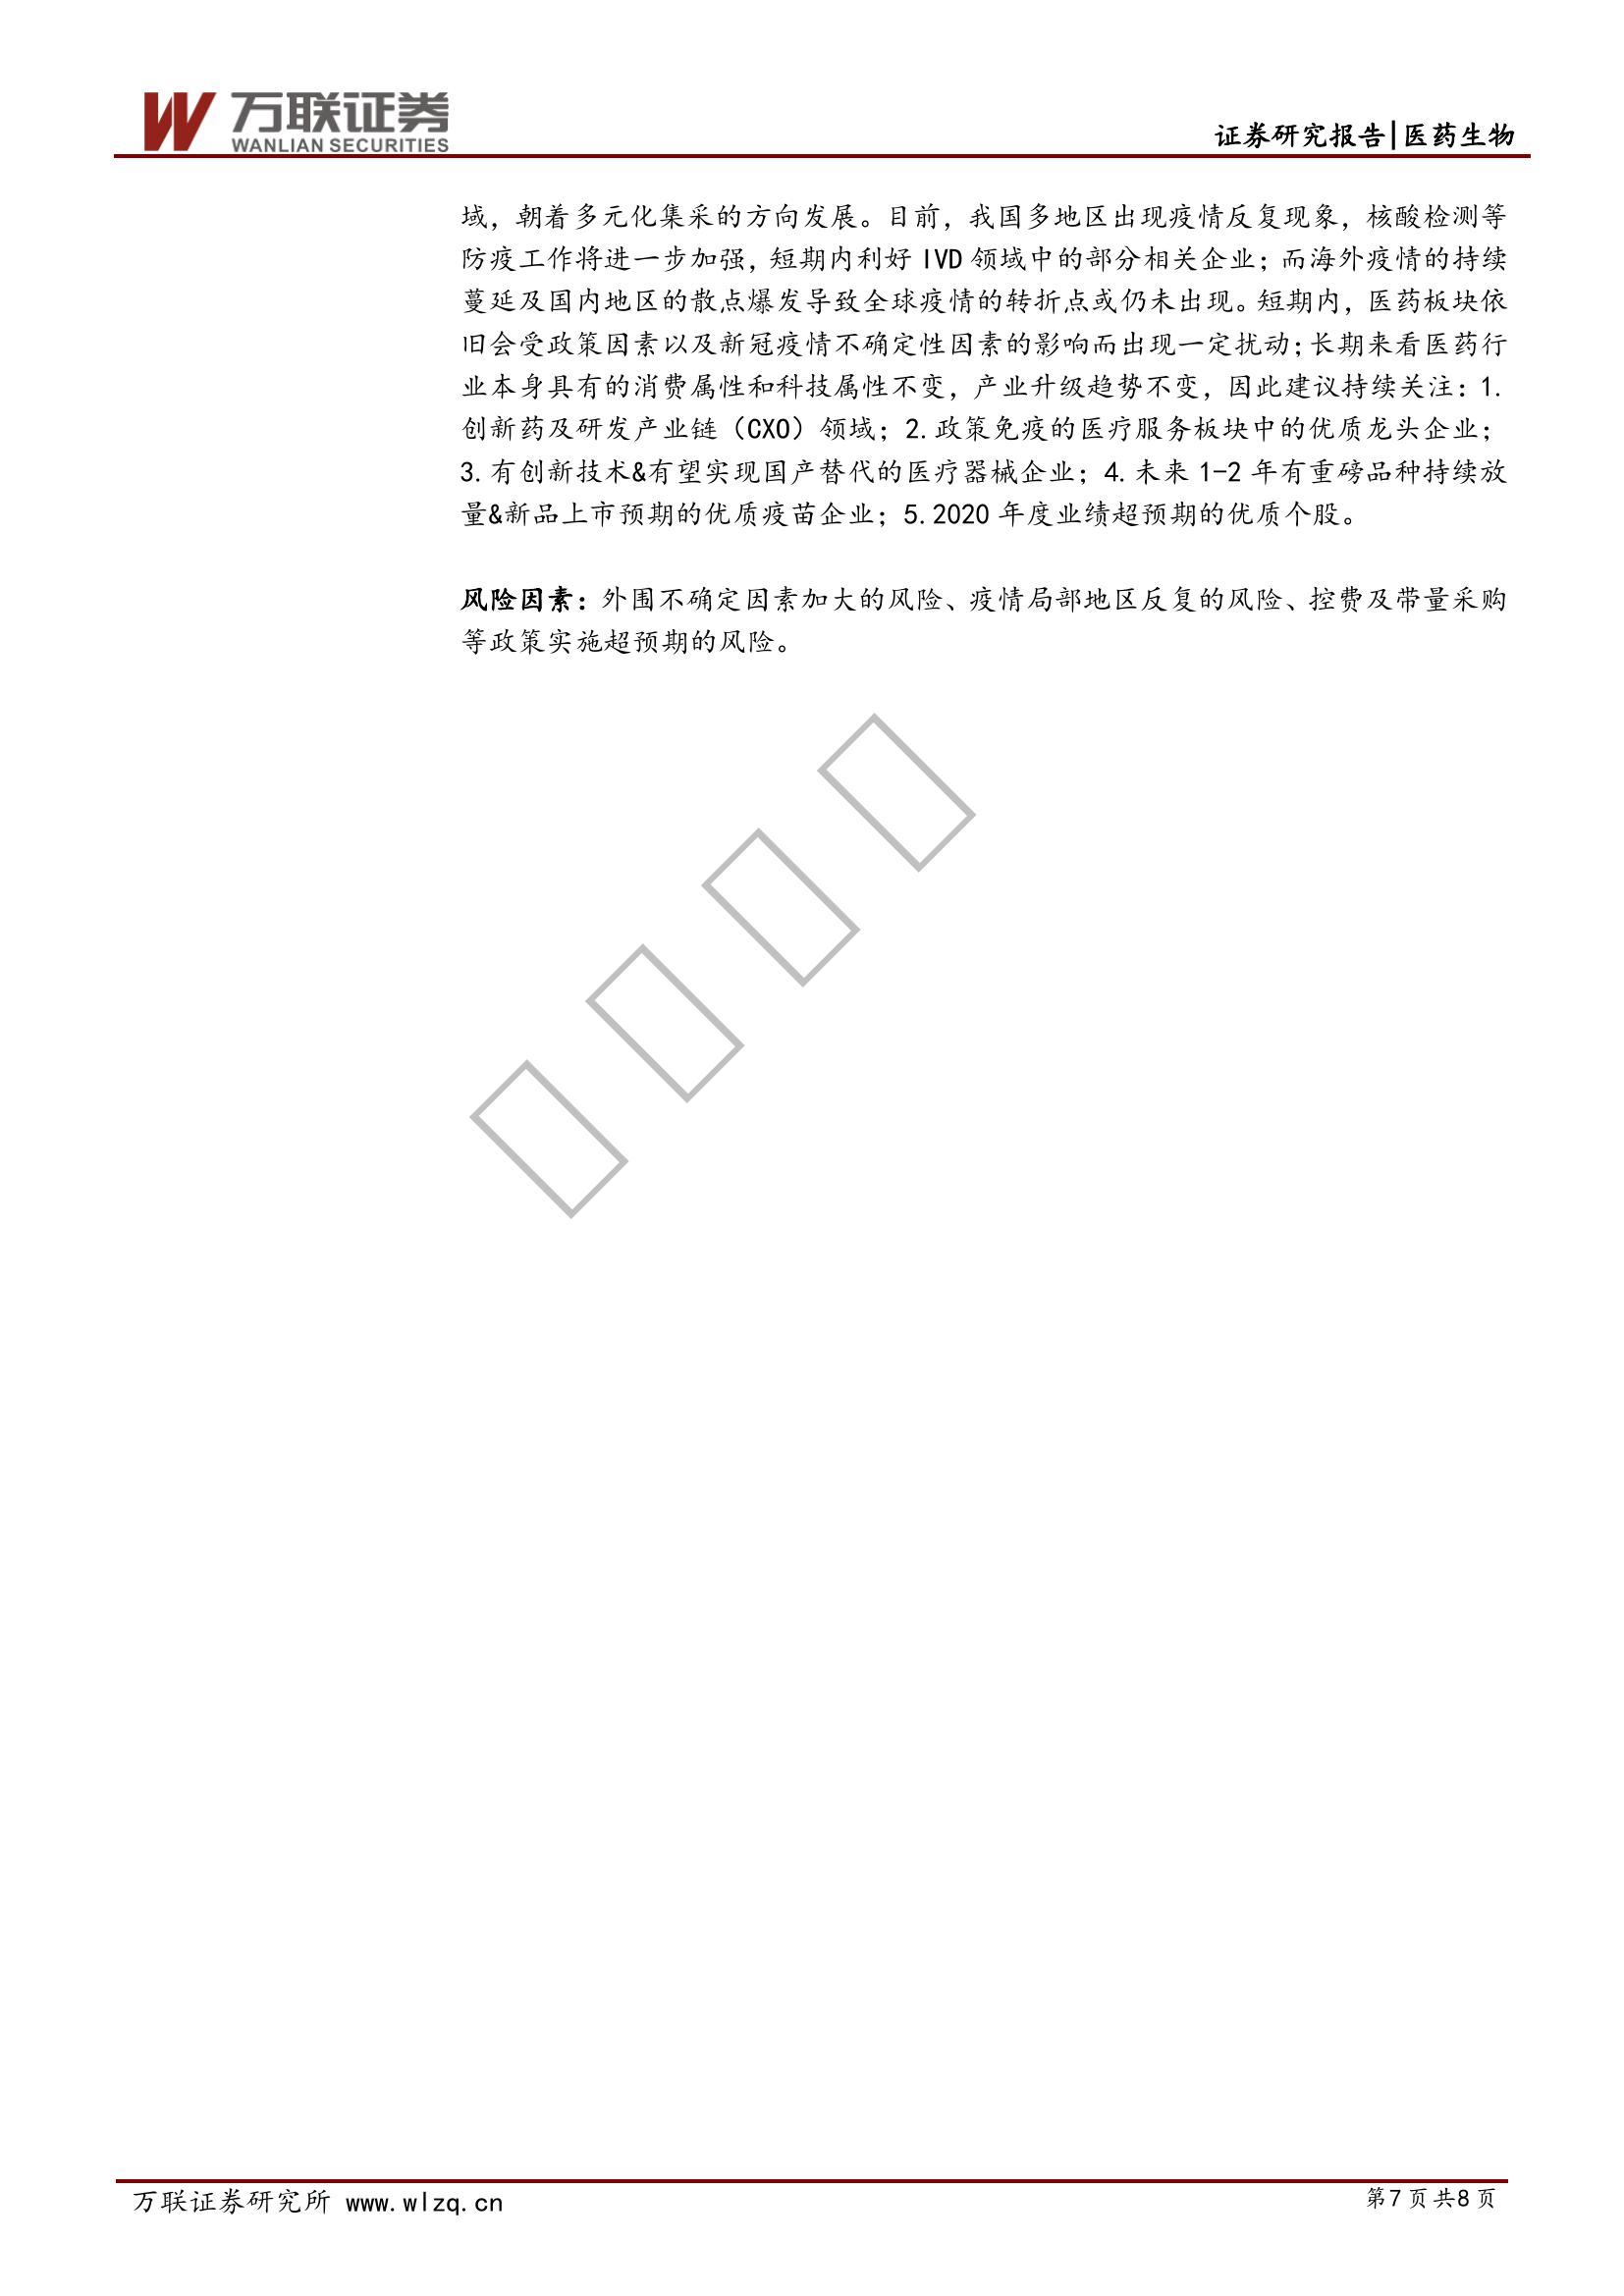 万联证券
WANLIAN SECURITIES
证券研究报告|医药生物
域，朝着多元化集采的方向发展。目前，我国多地区出现疫情反复现象，核酸检测等
防疫工作将进一步加强，短期内利好 IVD 领域中的部分相关企业；而海外疫情的持续
蔓延及国内地区的散点爆发导致全球疫情的转折点或仍未出现。短期内，医药板块依
旧会受政策因素以及新冠疫情不确定性因素的影响而出现一定扰动；长期来看医药行
业本身具有的消费属性和科技属性不变，产业升级趋势不变，因此建议持续关注：1.
创新药及研发产业链（CXO）领域；2.政策免疫的医疗服务板块中的优质龙头企业；
3.有创新技术&有望实现国产替代的医疗器械企业；4.未来 1-2 年有重磅品种持续放
量&新品上市预期的优质疫苗企业；5.2020 年度业绩超预期的优质个股。
风险因素：外围不确定因素加大的风险、疫情局部地区反复的风险、控费及带量采购
等政策实施超预期的风险。
万联证券研究所 www.wlzq.cn
第7页共8页